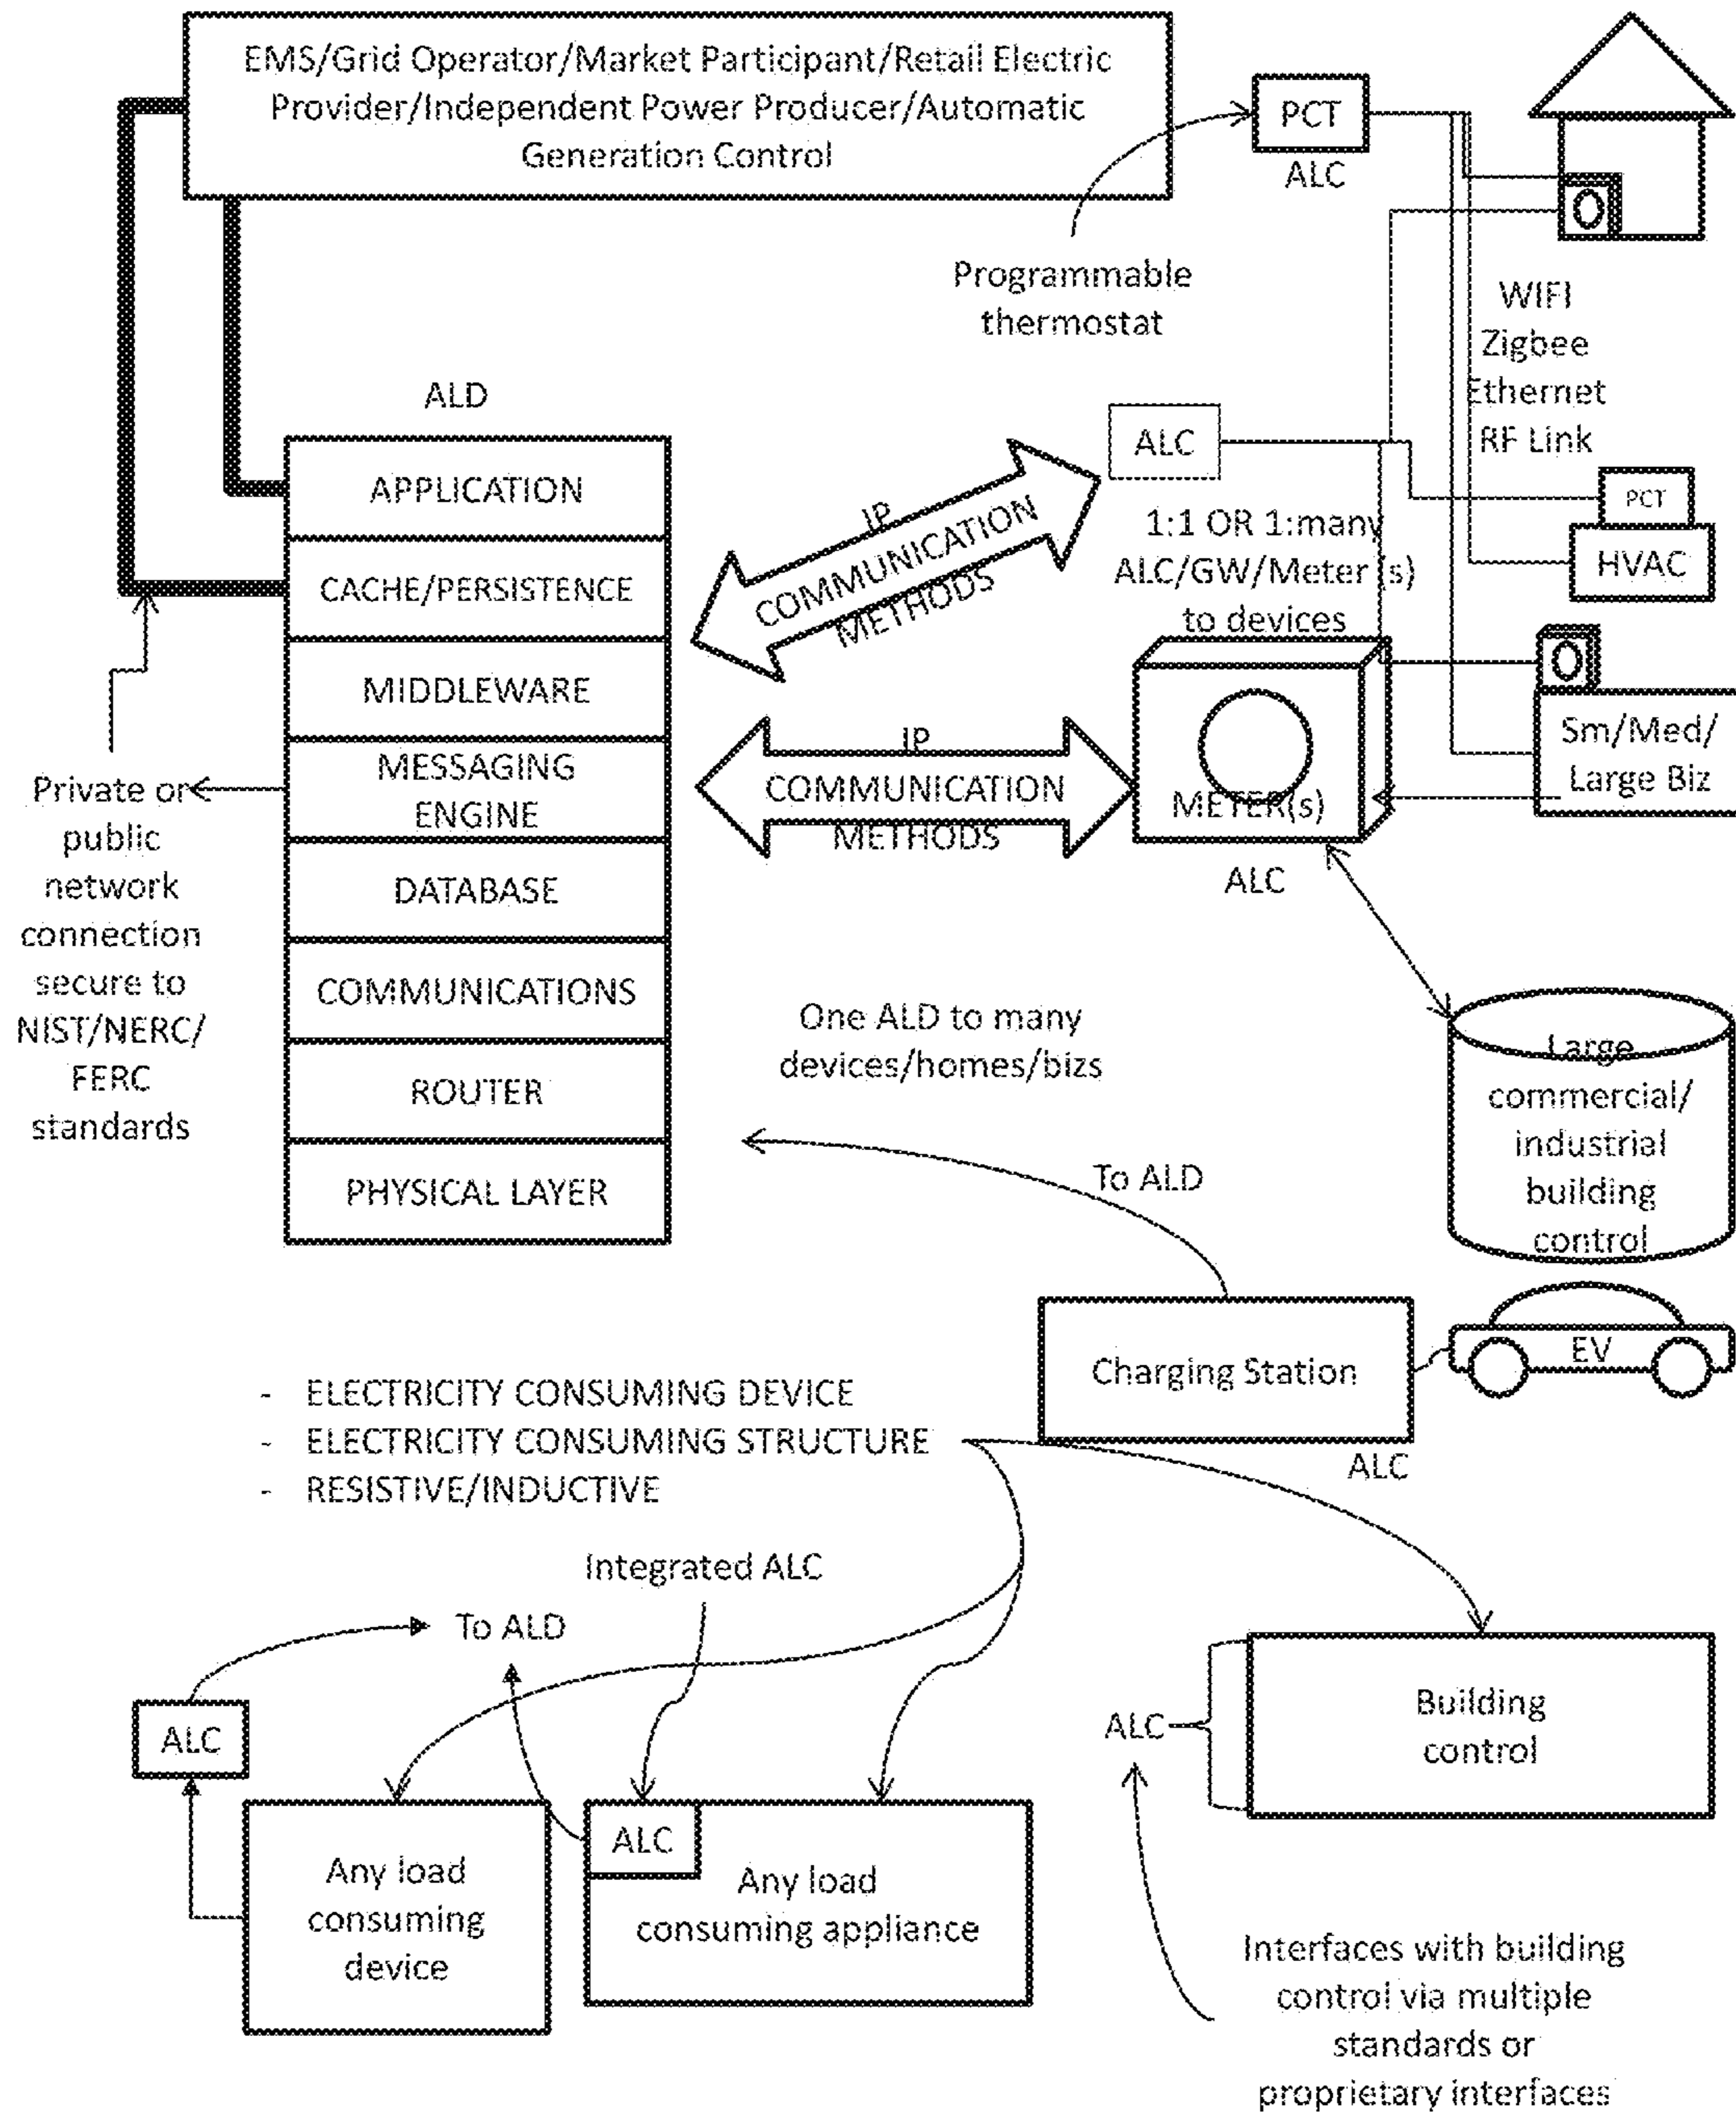 EMS/Grid Operator/Market Participant/Retail Electric
Provider/Independent Power Producer/Automatic
Generation Control
PCT
ALC
Programmable
thermostat
WIFI
Zigbee
Ethernet
RF Link
ALD
APPLICATION
CACHE/PERSISTENCE
MIDDLEWARE
MESSAGING
ENGINE
DATABASE
COMMUNICATIONS
ROUTER
PHYSICAL LAYER
IP
COMMUNICATION
METHODS
ALC
1:1 OR 1:many
ALC/GW/Meter (s)
to devices
PCT
HVAC
IP
COMMUNICATION
METHODS
METER(s)
ALC
Sm/Med/
Large Biz
Private or
public
network
connection
secure to
NIST/NERC/
FERC
standards
One ALD to many
devices/homes/bizs
Large
commercial/
industrial
building
control
To ALD
Charging Station
EV
ALC
- ELECTRICITY CONSUMING DEVICE
- ELECTRICITY CONSUMING STRUCTURE
- RESISTIVE/INDUCTIVE
Integrated ALC
To ALD
ALC
Any load
consuming
device
ALC
Any load
consuming appliance
ALC
Building
control
Interfaces with building
control via multiple
standards or
proprietary interfaces